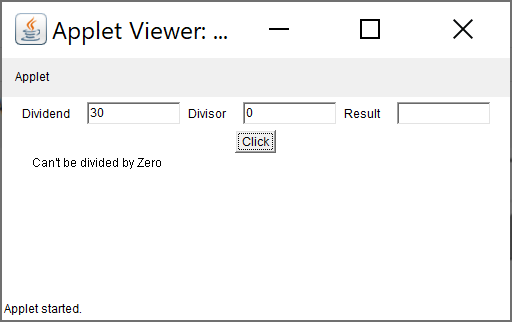 Applet Viewer: ...
Applet
Dividend 30 Divisor 0 Result
Click
Can't be divided by Zero
Applet started.